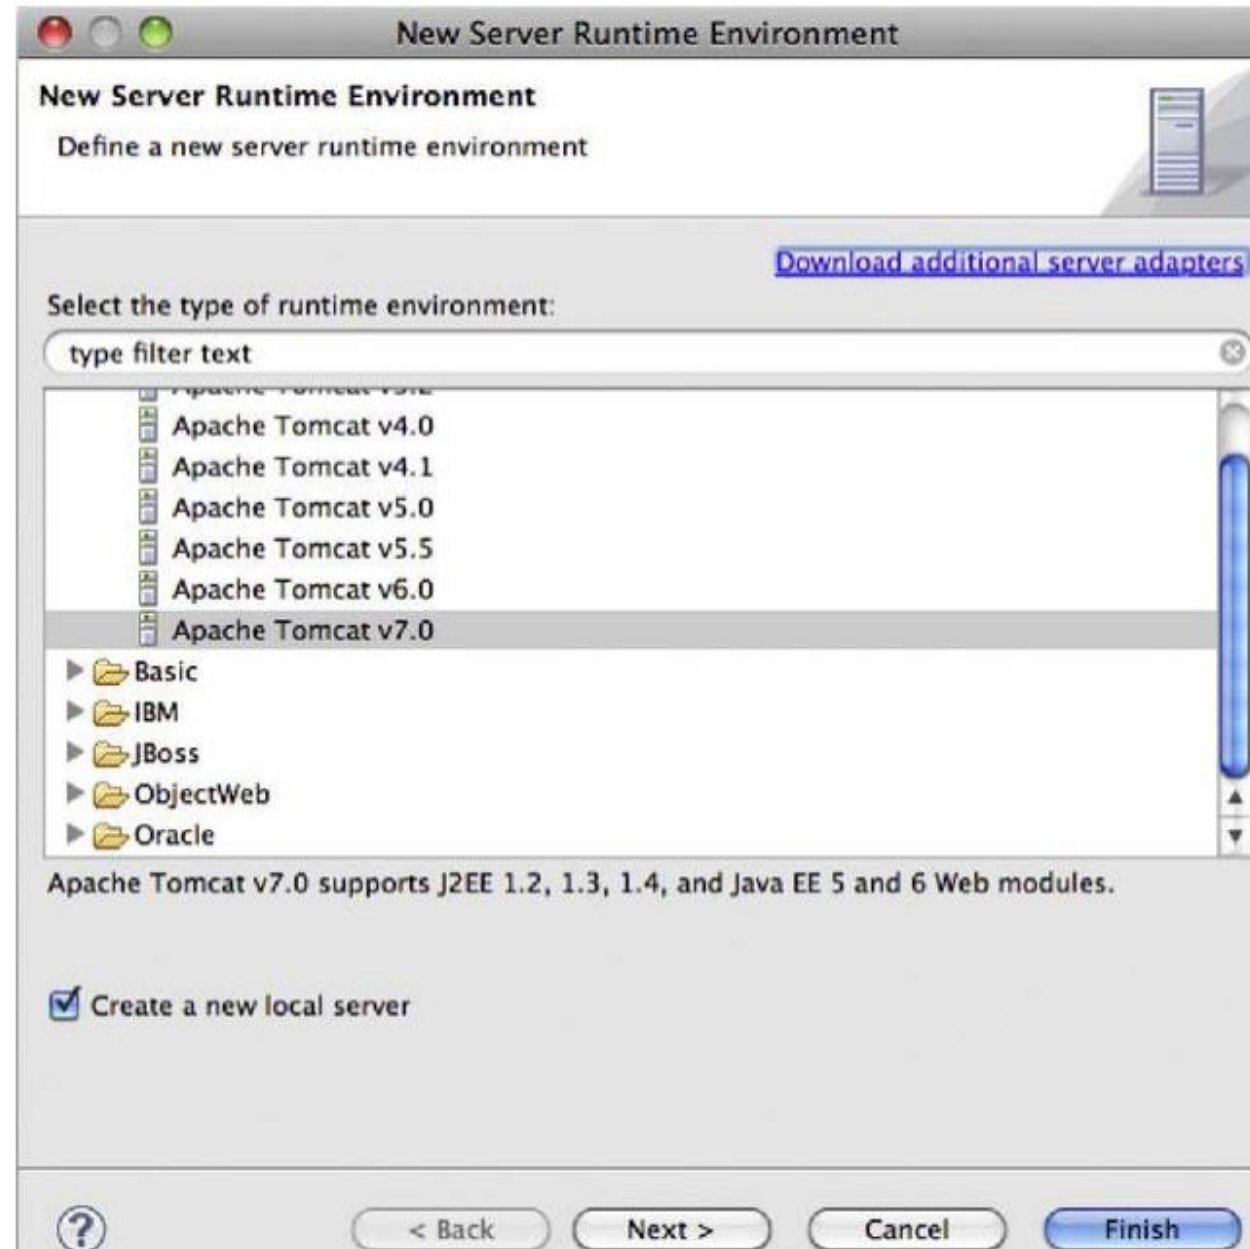 New Server Runtime Environment
New Server Runtime Environment
Define a new server runtime environment
Download additional server adapters
Select the type of runtime environment:
type filter text
Apache Tomcat v3.2
Apache Tomcat v4.0
Apache Tomcat v4.1
Apache Tomcat v5.0
Apache Tomcat v5.5
Apache Tomcat v6.0
Apache Tomcat v7.0
Basic
IBM
JBoss
ObjectWeb
Oracle
Apache Tomcat v7.0 supports J2EE 1.2, 1.3, 1.4, and Java EE 5 and 6 Web modules.
Create a new local server
?
< Back
Next >
Cancel
Finish